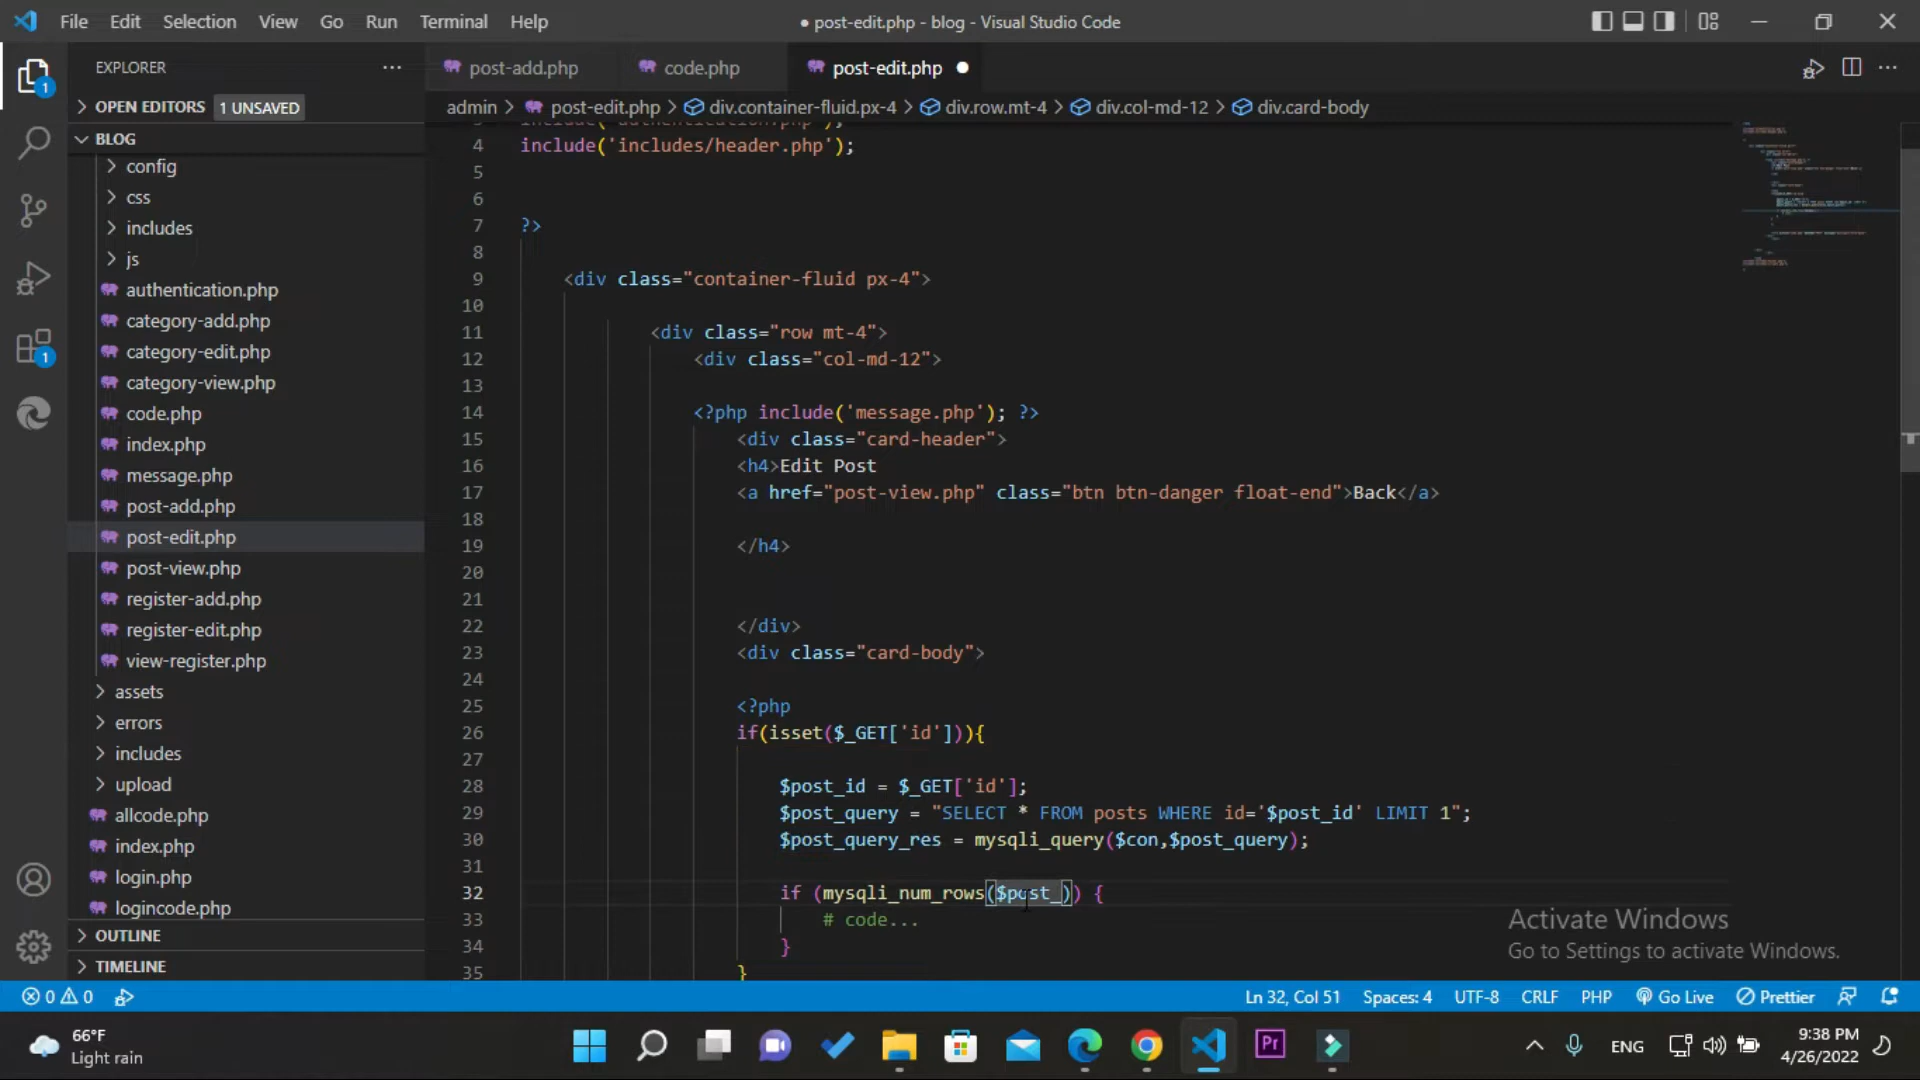 File Edit Selection View Go Run Terminal Help
● post-edit.php - blog - Visual Studio Code
EXPLORER
post-add.php
code.php
post-edit.php
OPEN EDITORS 1 UNSAVED
admin > post-edit.php > div.container-fluid.px-4 > div.row.mt-4 > div.col-md-12 > div.card-body
BLOG
config
css
includes
js
authentication.php
category-add.php
category-edit.php
category-view.php
code.php
index.php
message.php
post-add.php
post-edit.php
post-view.php
register-add.php
register-edit.php
view-register.php
assets
errors
includes
upload
allcode.php
index.php
login.php
logincode.php
OUTLINE
TIMELINE
4 include('includes/header.php');
5
6
7 ?>
8
9 <div class="container-fluid px-4">
10
11 <div class="row mt-4">
12 <div class="col-md-12">
13
14 <?php include('message.php'); ?>
15 <div class="card-header">
16 <h4>Edit Post
17 <a href="post-view.php" class="btn btn-danger float-end">Back</a>
18
19 </h4>
20
21
22 </div>
23 <div class="card-body">
24
25 <?php
26 if(isset($_GET['id'])){
27
28 $post_id = $_GET['id'];
29 $post_query = "SELECT * FROM posts WHERE id='$post_id' LIMIT 1";
30 $post_query_res = mysqli_query($con,$post_query);
31
32 if (mysqli_num_rows($post_)) {
33 # code...
34 }
35 }
Activate Windows
Go to Settings to activate Windows.
1
1
0 0
Ln 32, Col 51 Spaces: 4 UTF-8 CRLF PHP Go Live Prettier
66°F
Light rain
Pr
ENG
9:38 PM
4/26/2022